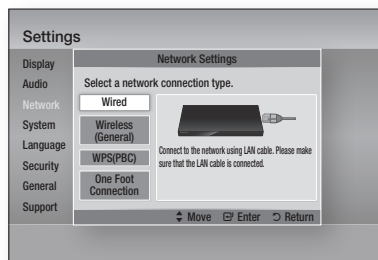 Settings
Display
Audio
Network
System
Language
Security
General
Support
Network Settings
Select a network connection type.
Wired
Wireless
(General)
WPS(PBC)
One Foot
Connection
Connect to the network using LAN cable. Please make
sure that the LAN cable is connected.
Move Enter Return